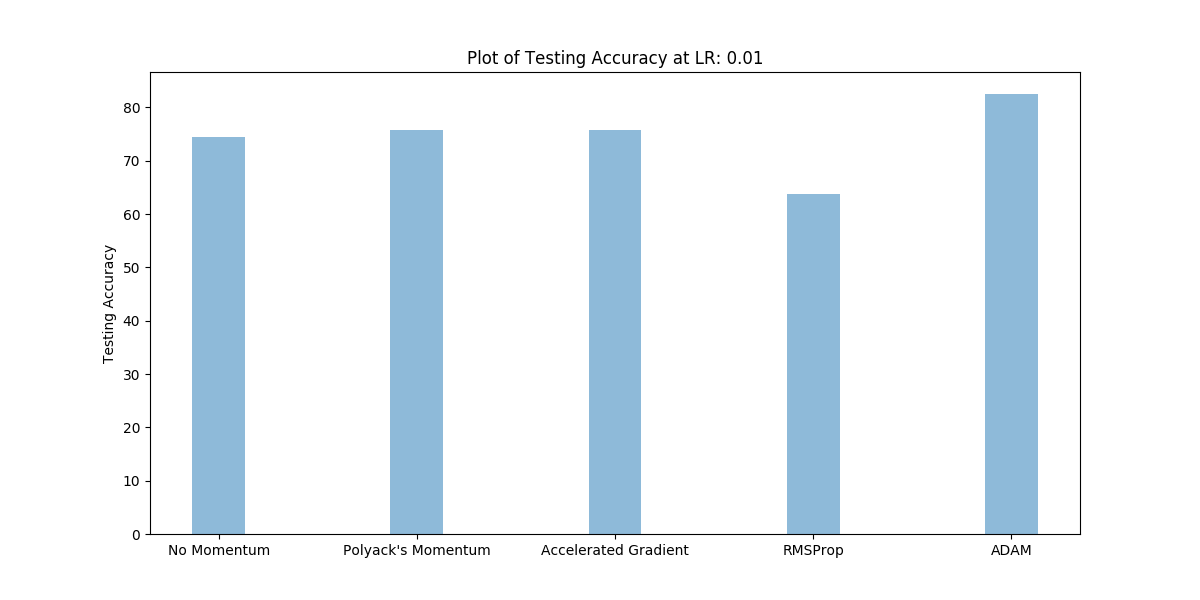 Plot of Testing Accuracy at LR: 0.01
Testing Accuracy
80
70
60
50
40
30
20
10
0
No Momentum
Polyack's Momentum
Accelerated Gradient
RMSProp
ADAM